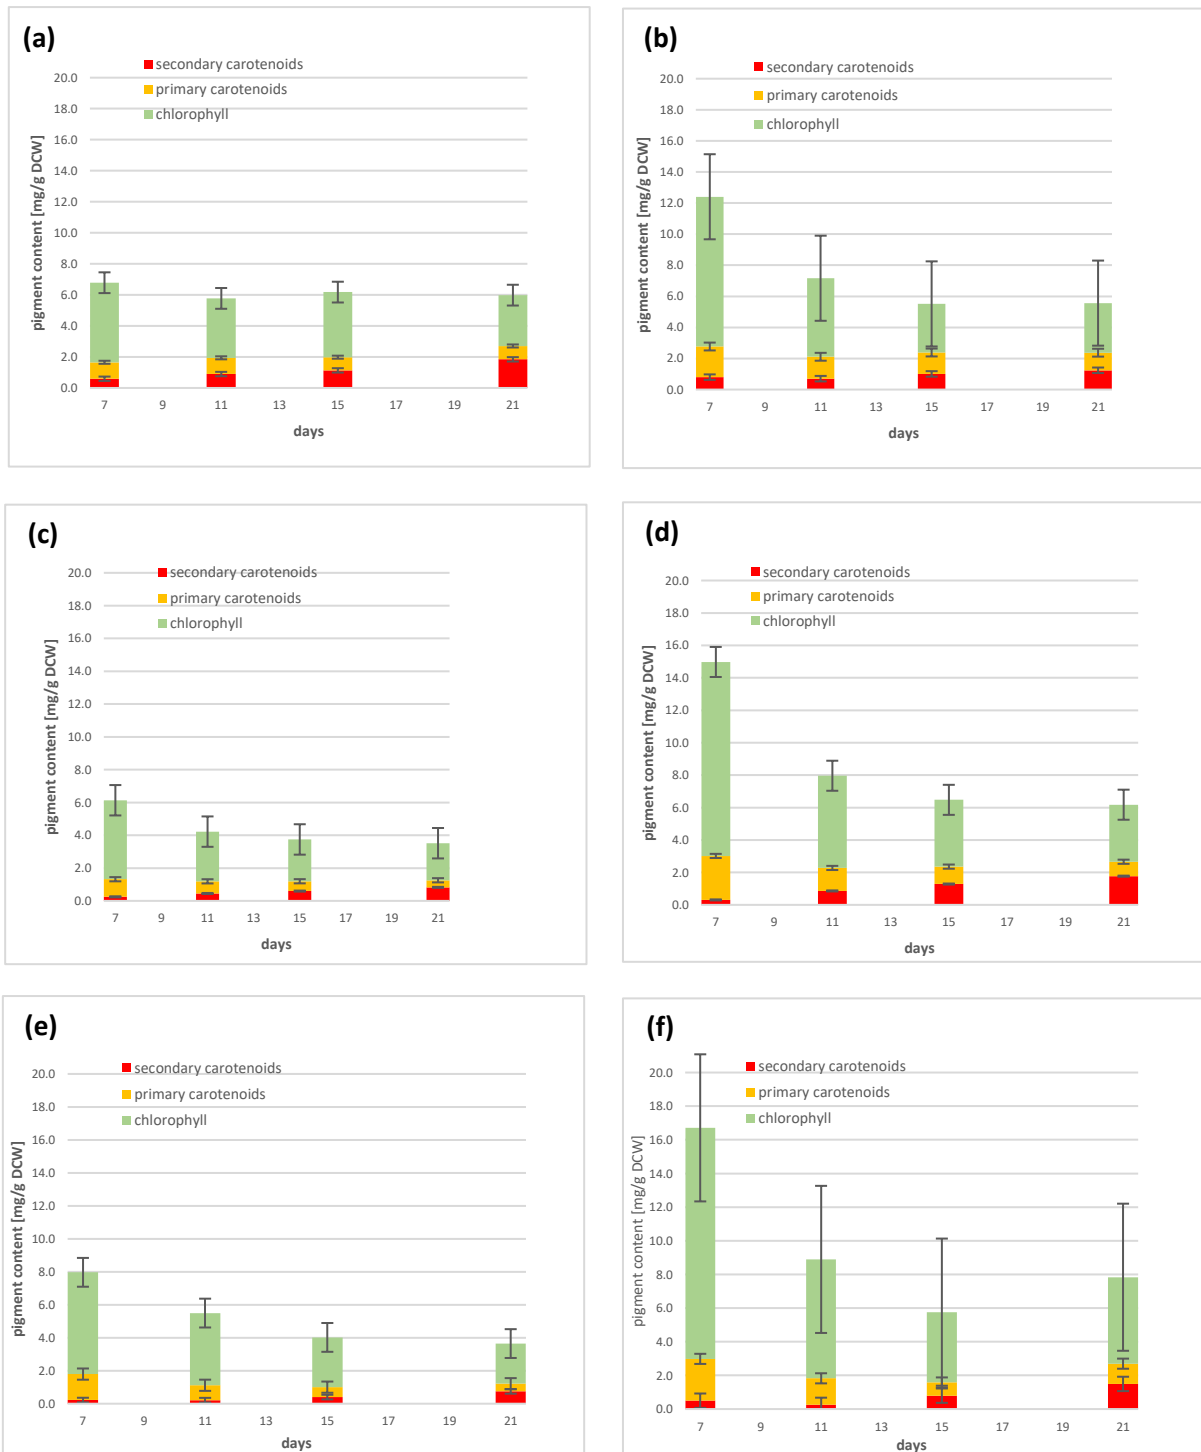 (a)
secondary carotenoids
primary carotenoids
chlorophyll
20.0
18.0
16.0
14.0
12.0
10.0
8.0
6.0
4.0
2.0
0.0
pigment content [mg/g DCW]
7 9 11 13 15 17 19 21
days
(b)
secondary carotenoids
primary carotenoids
chlorophyll
20.0
18.0
16.0
14.0
12.0
10.0
8.0
6.0
4.0
2.0
0.0
pigment content [mg/g DCW]
7 9 11 13 15 17 19 21
days
(c)
secondary carotenoids
primary carotenoids
chlorophyll
20.0
18.0
16.0
14.0
12.0
10.0
8.0
6.0
4.0
2.0
0.0
pigment content [mg/g DCW]
7 9 11 13 15 17 19 21
days
(d)
secondary carotenoids
primary carotenoids
chlorophyll
20.0
18.0
16.0
14.0
12.0
10.0
8.0
6.0
4.0
2.0
0.0
pigment content [mg/g DCW]
7 9 11 13 15 17 19 21
days
(e)
secondary carotenoids
primary carotenoids
chlorophyll
20.0
18.0
16.0
14.0
12.0
10.0
8.0
6.0
4.0
2.0
0.0
pigment content [mg/g DCW]
7 9 11 13 15 17 19 21
days
(f)
secondary carotenoids
primary carotenoids
chlorophyll
20.0
18.0
16.0
14.0
12.0
10.0
8.0
6.0
4.0
2.0
0.0
pigment content [mg/g DCW]
7 9 11 13 15 17 19 21
days